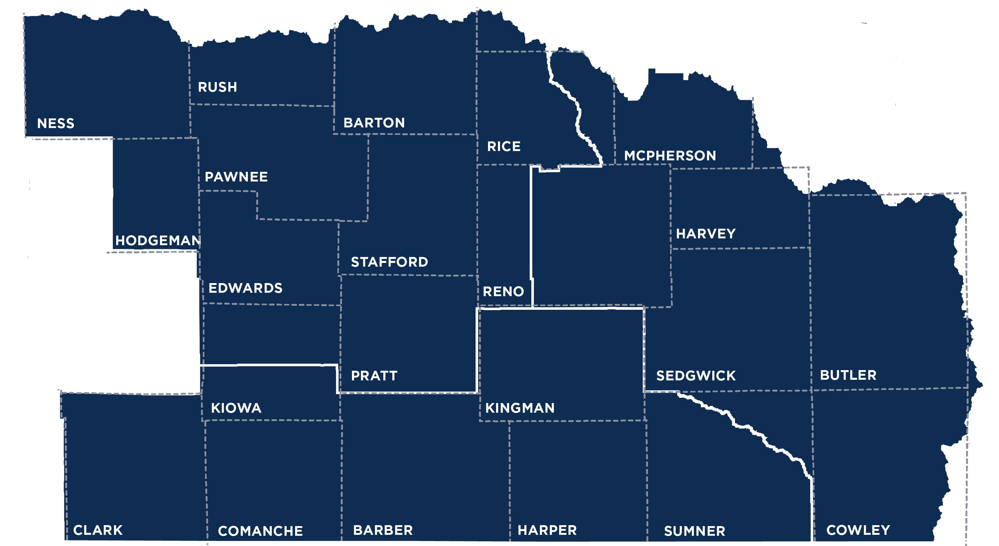 RUSH
NESS
BARTON
RICE
MCPHERSON
PAWNEE
HARVEY
HODGEMAN
STAFFORD
EDWARDS
RENO
PRATT
SEDGWICK
BUTLER
KIOWA
KINGMAN
CLARK
COMANCHE
BARBER
HARPER
SUMNER
COWLEY